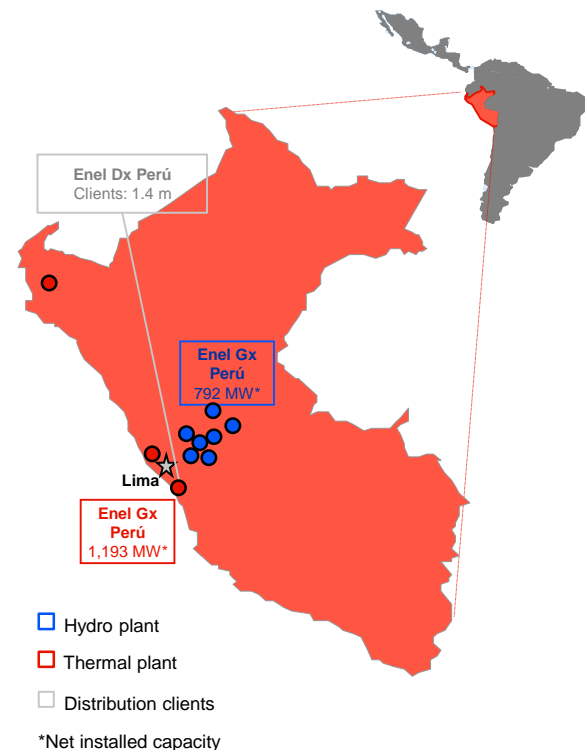 Enel Dx Perú
Clients: 1.4 m
Enel Gx
Perú
792 MW*
Lima
Enel Gx
Perú
1,193 MW*
Hydro plant
Thermal plant
Distribution clients
*Net installed capacity